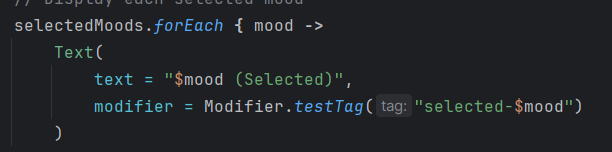 // Display each selected mood
selectedMoods.forEach { mood ->
Text(
text = "$mood (Selected)",
modifier = Modifier.testTag( tag: "selected-$mood")
)